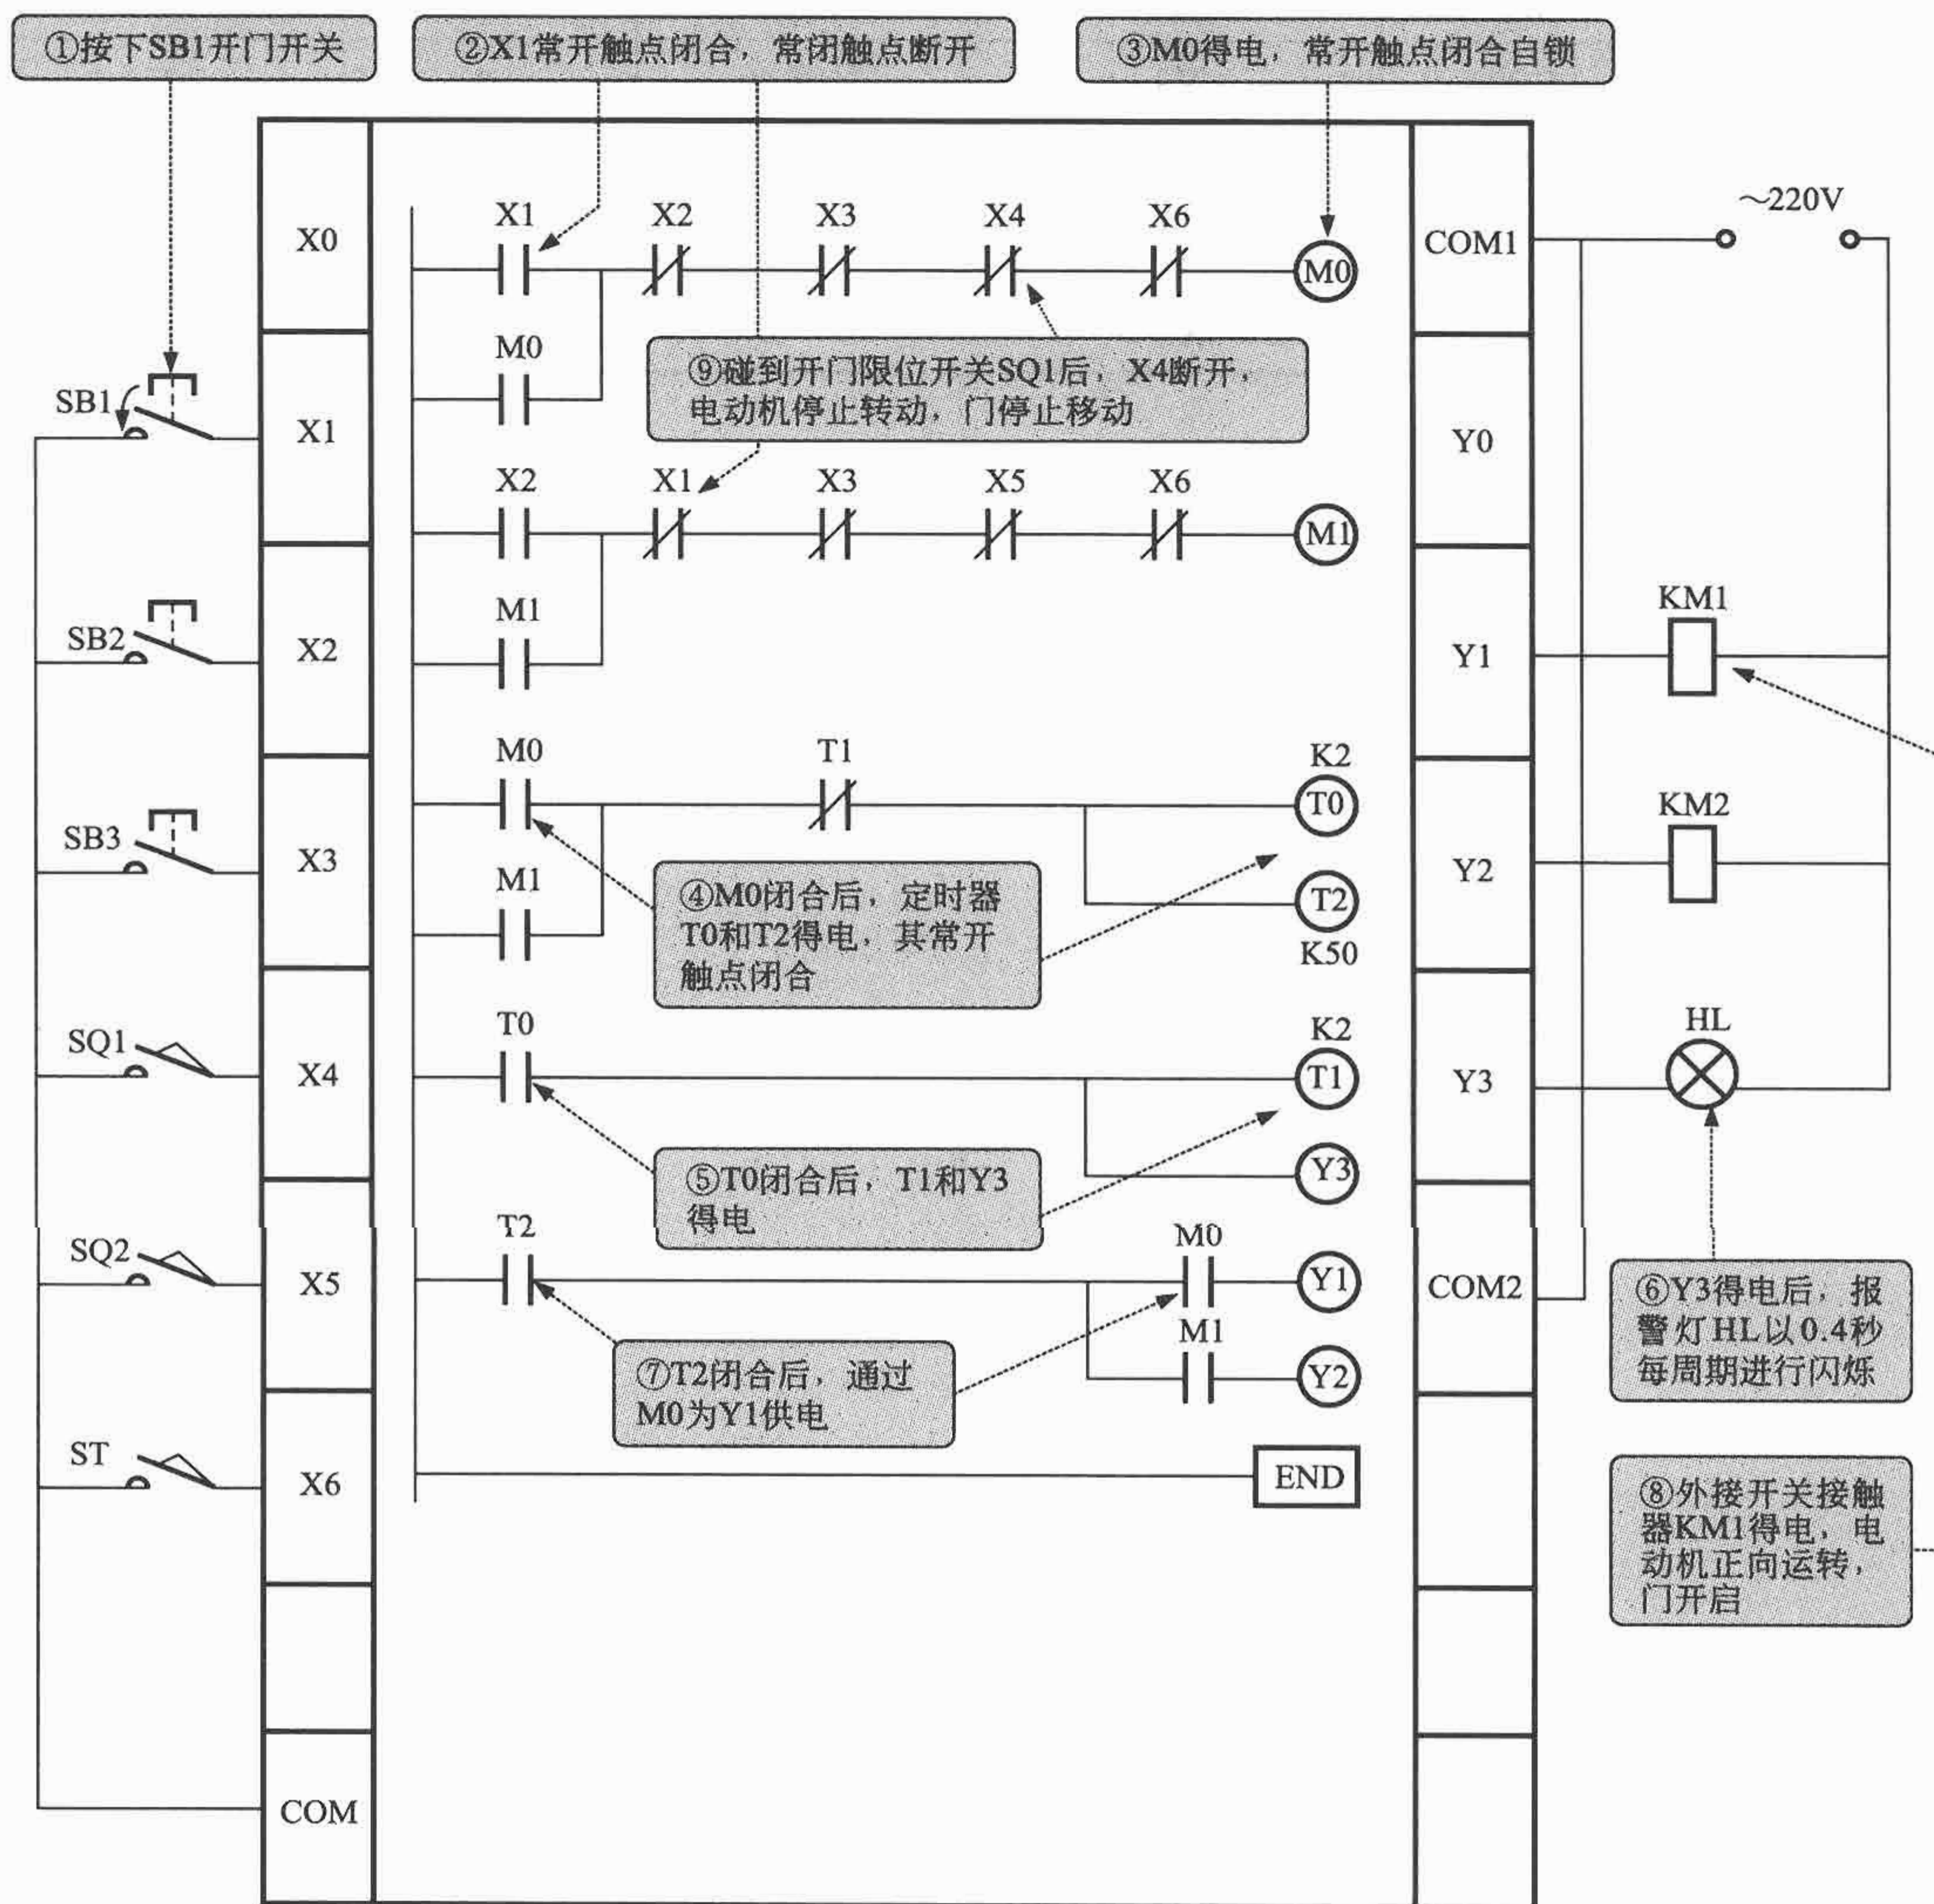 ①按下SB1开门开关
②X1常开触点闭合，常闭触点断开
③M0得电，常开触点闭合自锁
X0
X1
X2
X3
X4
X6
M0
COM1
～220V
M0
⑨碰到开门限位开关SQ1后，X4断开，
电动机停止转动，门停止移动
SB1
X1
Y0
X2
X1
X3
X5
X6
M1
M1
SB2
X2
Y1
KM1
M0
T1
K2
T0
SB3
X3
M1
④M0闭合后，定时器
T0和T2得电，其常开
触点闭合
T2
K50
Y2
KM2
SQ1
X4
T0
K2
T1
Y3
HL
⑤T0闭合后，T1和Y3
得电
Y3
SQ2
X5
T2
M0
Y1
COM2
⑥Y3得电后，报
警灯HL以0.4秒
每周期进行闪烁
⑦T2闭合后，通过
M0为Y1供电
M1
Y2
ST
X6
END
⑧外接开关接触
器KM1得电，电
动机正向运转，
门开启
COM